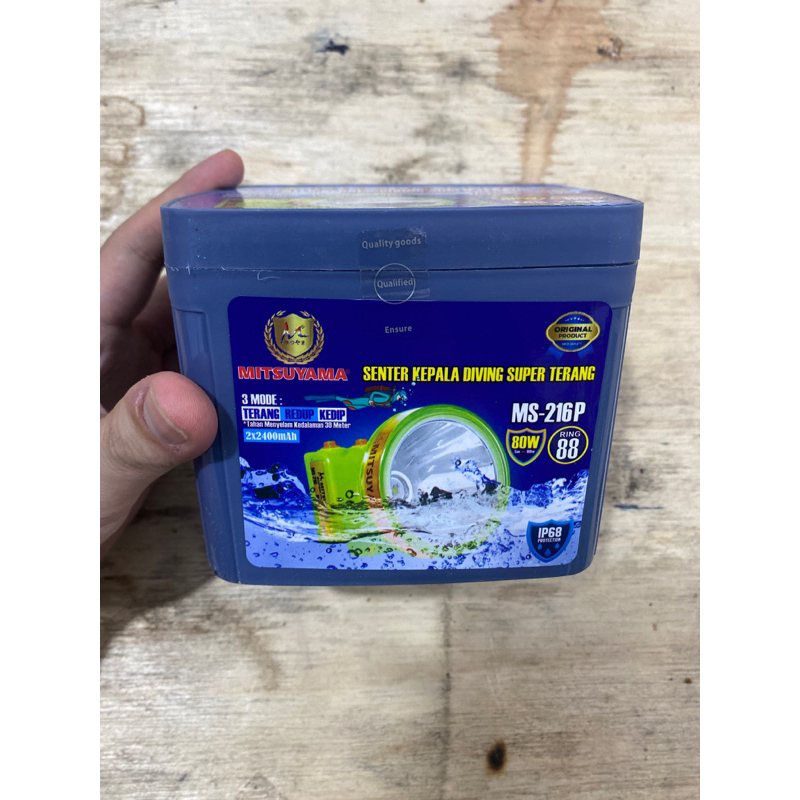 Quality goods
Qualified
Ensure
ORIGINAL
PRODUCT
MITSUYAMA
SENTER KEPALA DIVING SUPER TERANG
3 MODE :
TERANG REDUP KEDIP
*Tahan Menyelam Kedalaman 30 Meter
2x2400mAh
MS-216P
80W
RING
88
MITSUY
IP68
PROTECTION